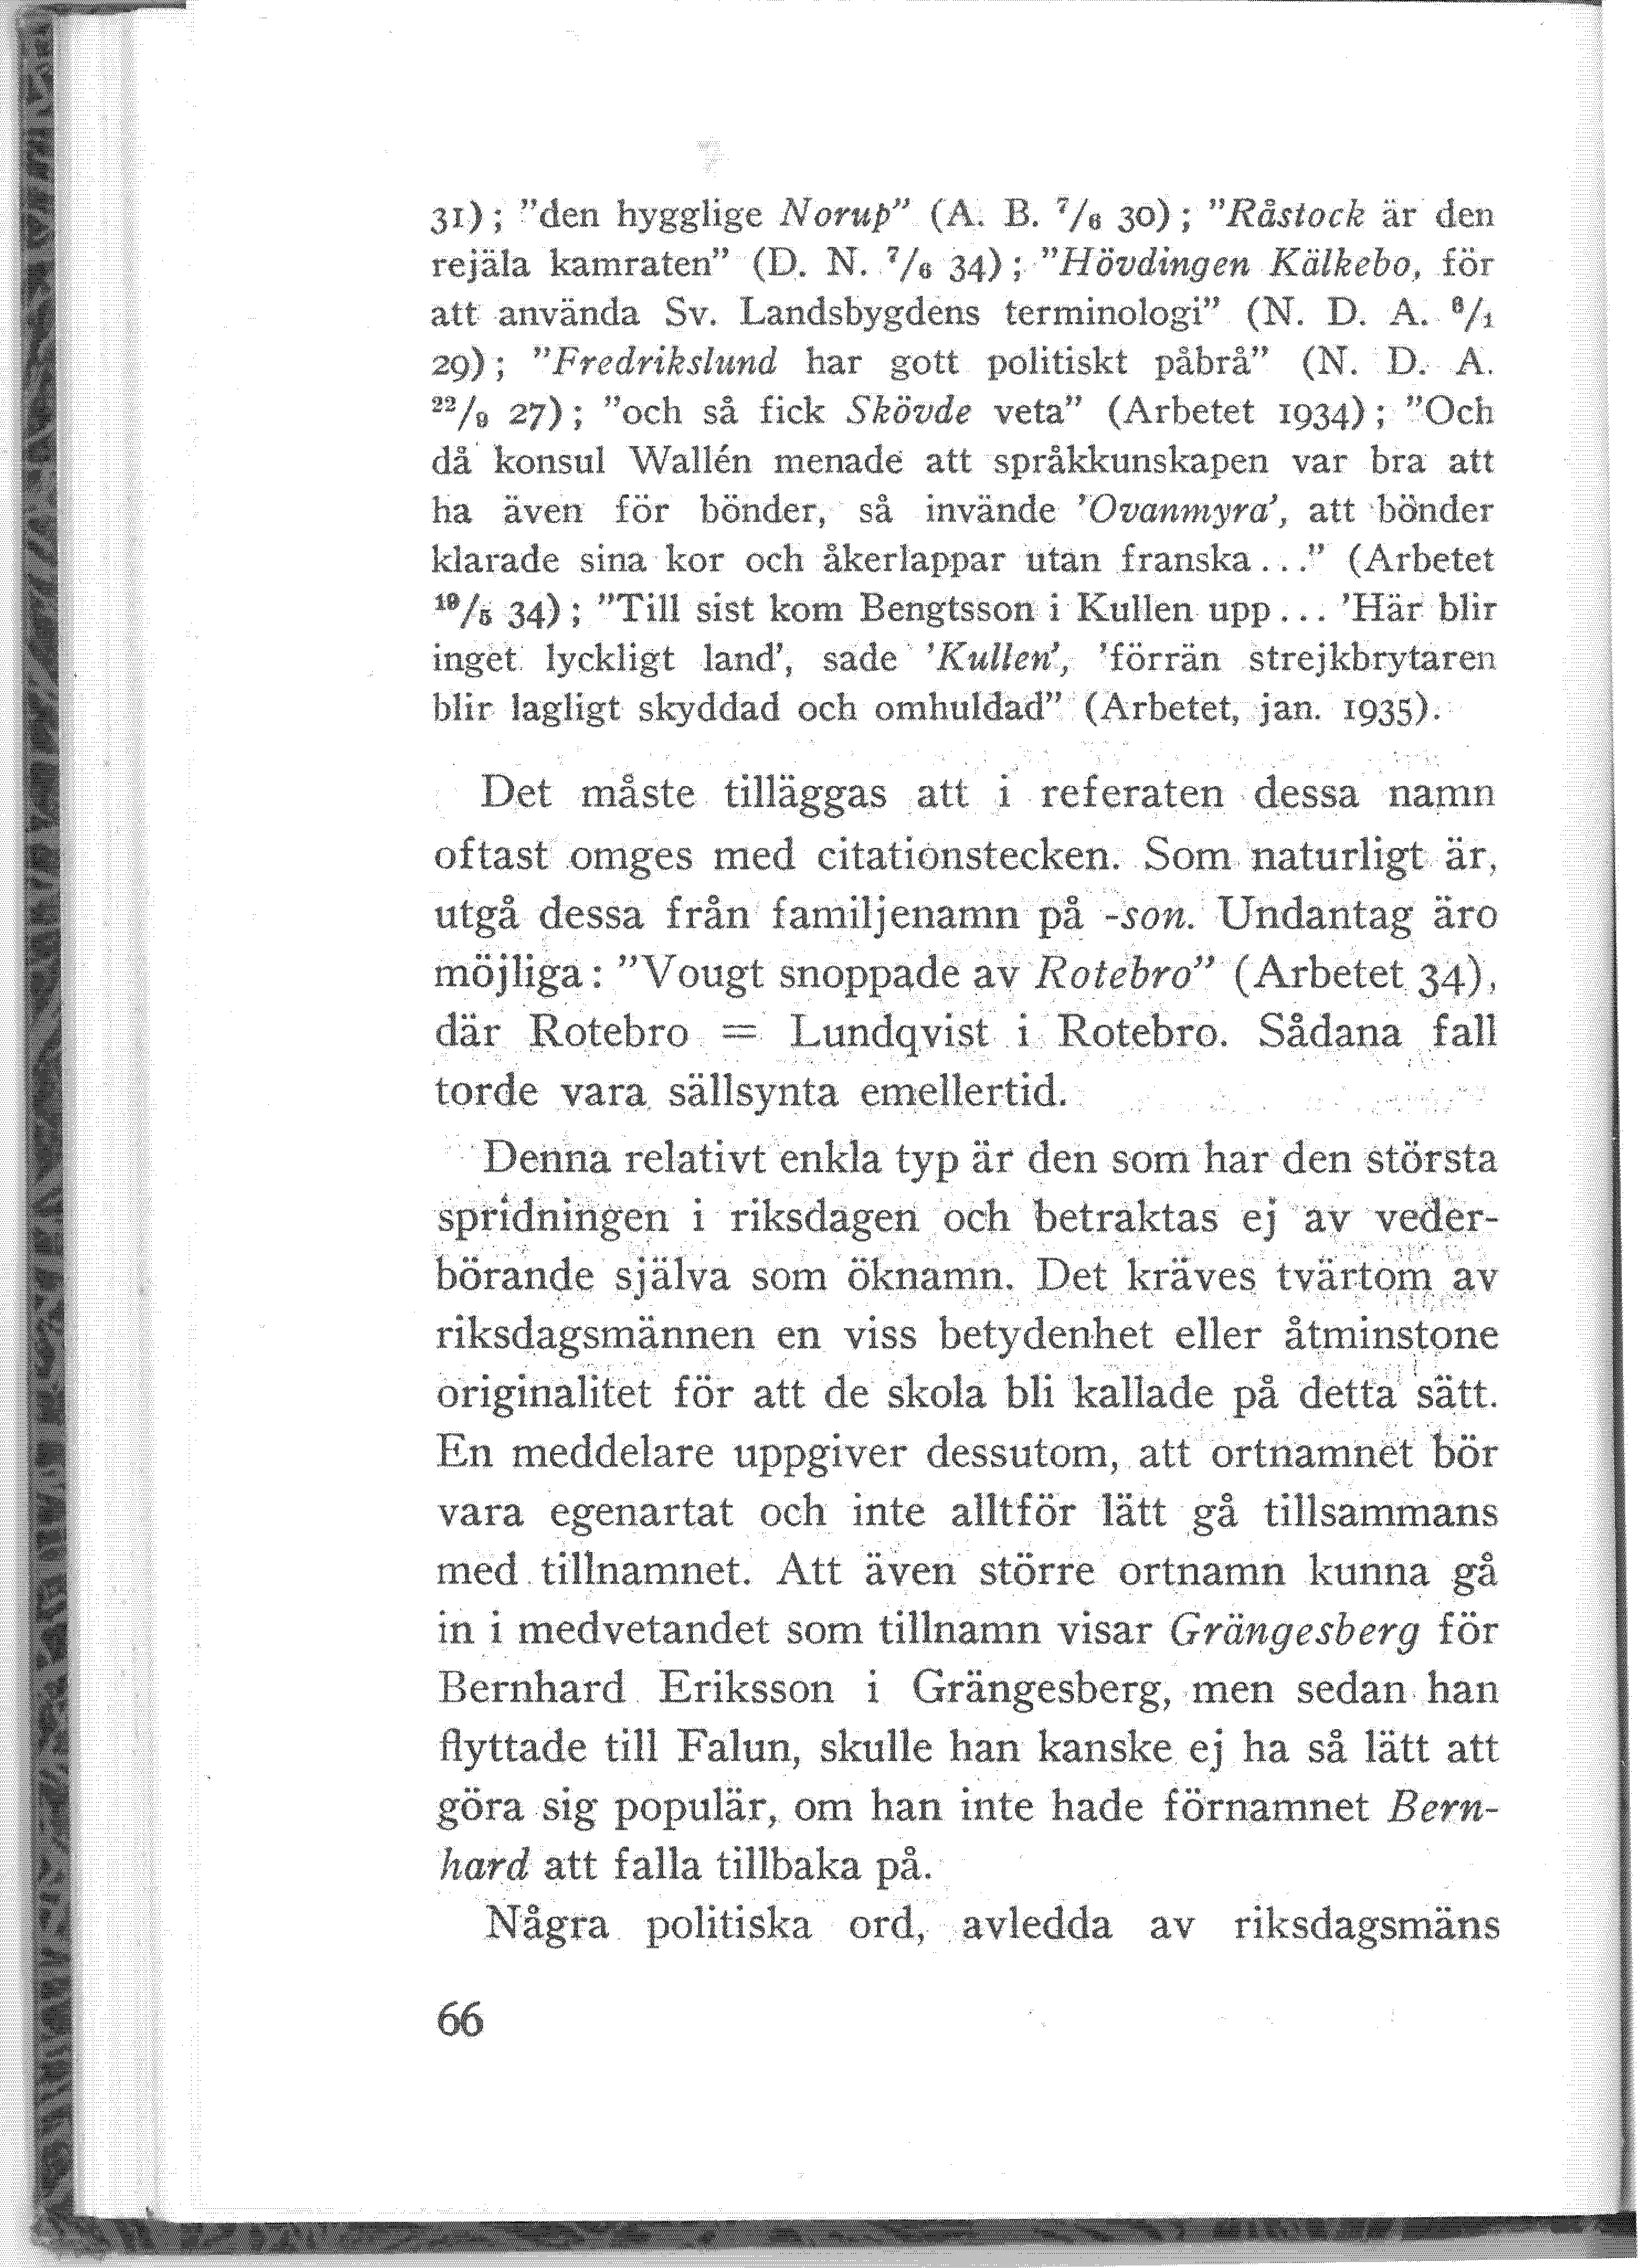 31); ”den hygglige Norup” (A. B. 7/6 30); ”Råstock är den
rejäla kamraten” (D. N. 7/6 34); ”Hövdingen Kälkebo, för
att använda Sv. Landsbygdens terminologi” (N. D. A. 8/1
29); ”Fredrikslund har gott politiskt påbrå” (N. D. A.
22/9 27); ”och så fick Skövde veta” (Arbetet 1934); ”Och
då konsul Wallén menade att språkkunskapen var bra att
ha även för bönder, så invände ’Ovanmyra’, att bönder
klarade sina kor och åkerlappar utan franska...” (Arbetet
19/5 34); ”Till sist kom Bengtsson i Kullen upp... ’Här blir
inget lyckligt land’, sade ’Kullen’, ’förrän strejkbrytaren
blir lagligt skyddad och omhuldad” (Arbetet, jan. 1935).
Det måste tilläggas att i referaten dessa namn
oftast omges med citationstecken. Som naturligt är,
utgå dessa från familjenamn på -son. Undantag äro
möjliga: ”Vougt snoppade av Rotebro” (Arbetet 34),
där Rotebro = Lundqvist i Rotebro. Sådana fall
torde vara sällsynta emellertid.
Denna relativt enkla typ är den som har den största
spridningen i riksdagen och betraktas ej av veder-
börande själva som öknamn. Det kräves tvärtom av
riksdagsmännen en viss betydenhet eller åtminstone
originalitet för att de skola bli kallade på detta sätt.
En meddelare uppgiver dessutom, att ortnamnet bör
vara egenartat och inte alltför lätt gå tillsammans
med tillnamnet. Att även större ortnamn kunna gå
in i medvetandet som tillnamn visar Grängesberg för
Bernhard Eriksson i Grängesberg, men sedan han
flyttade till Falun, skulle han kanske ej ha så lätt att
göra sig populär, om han inte hade förnamnet Bern-
hard att falla tillbaka på.
Några politiska ord, avledda av riksdagsmäns
66